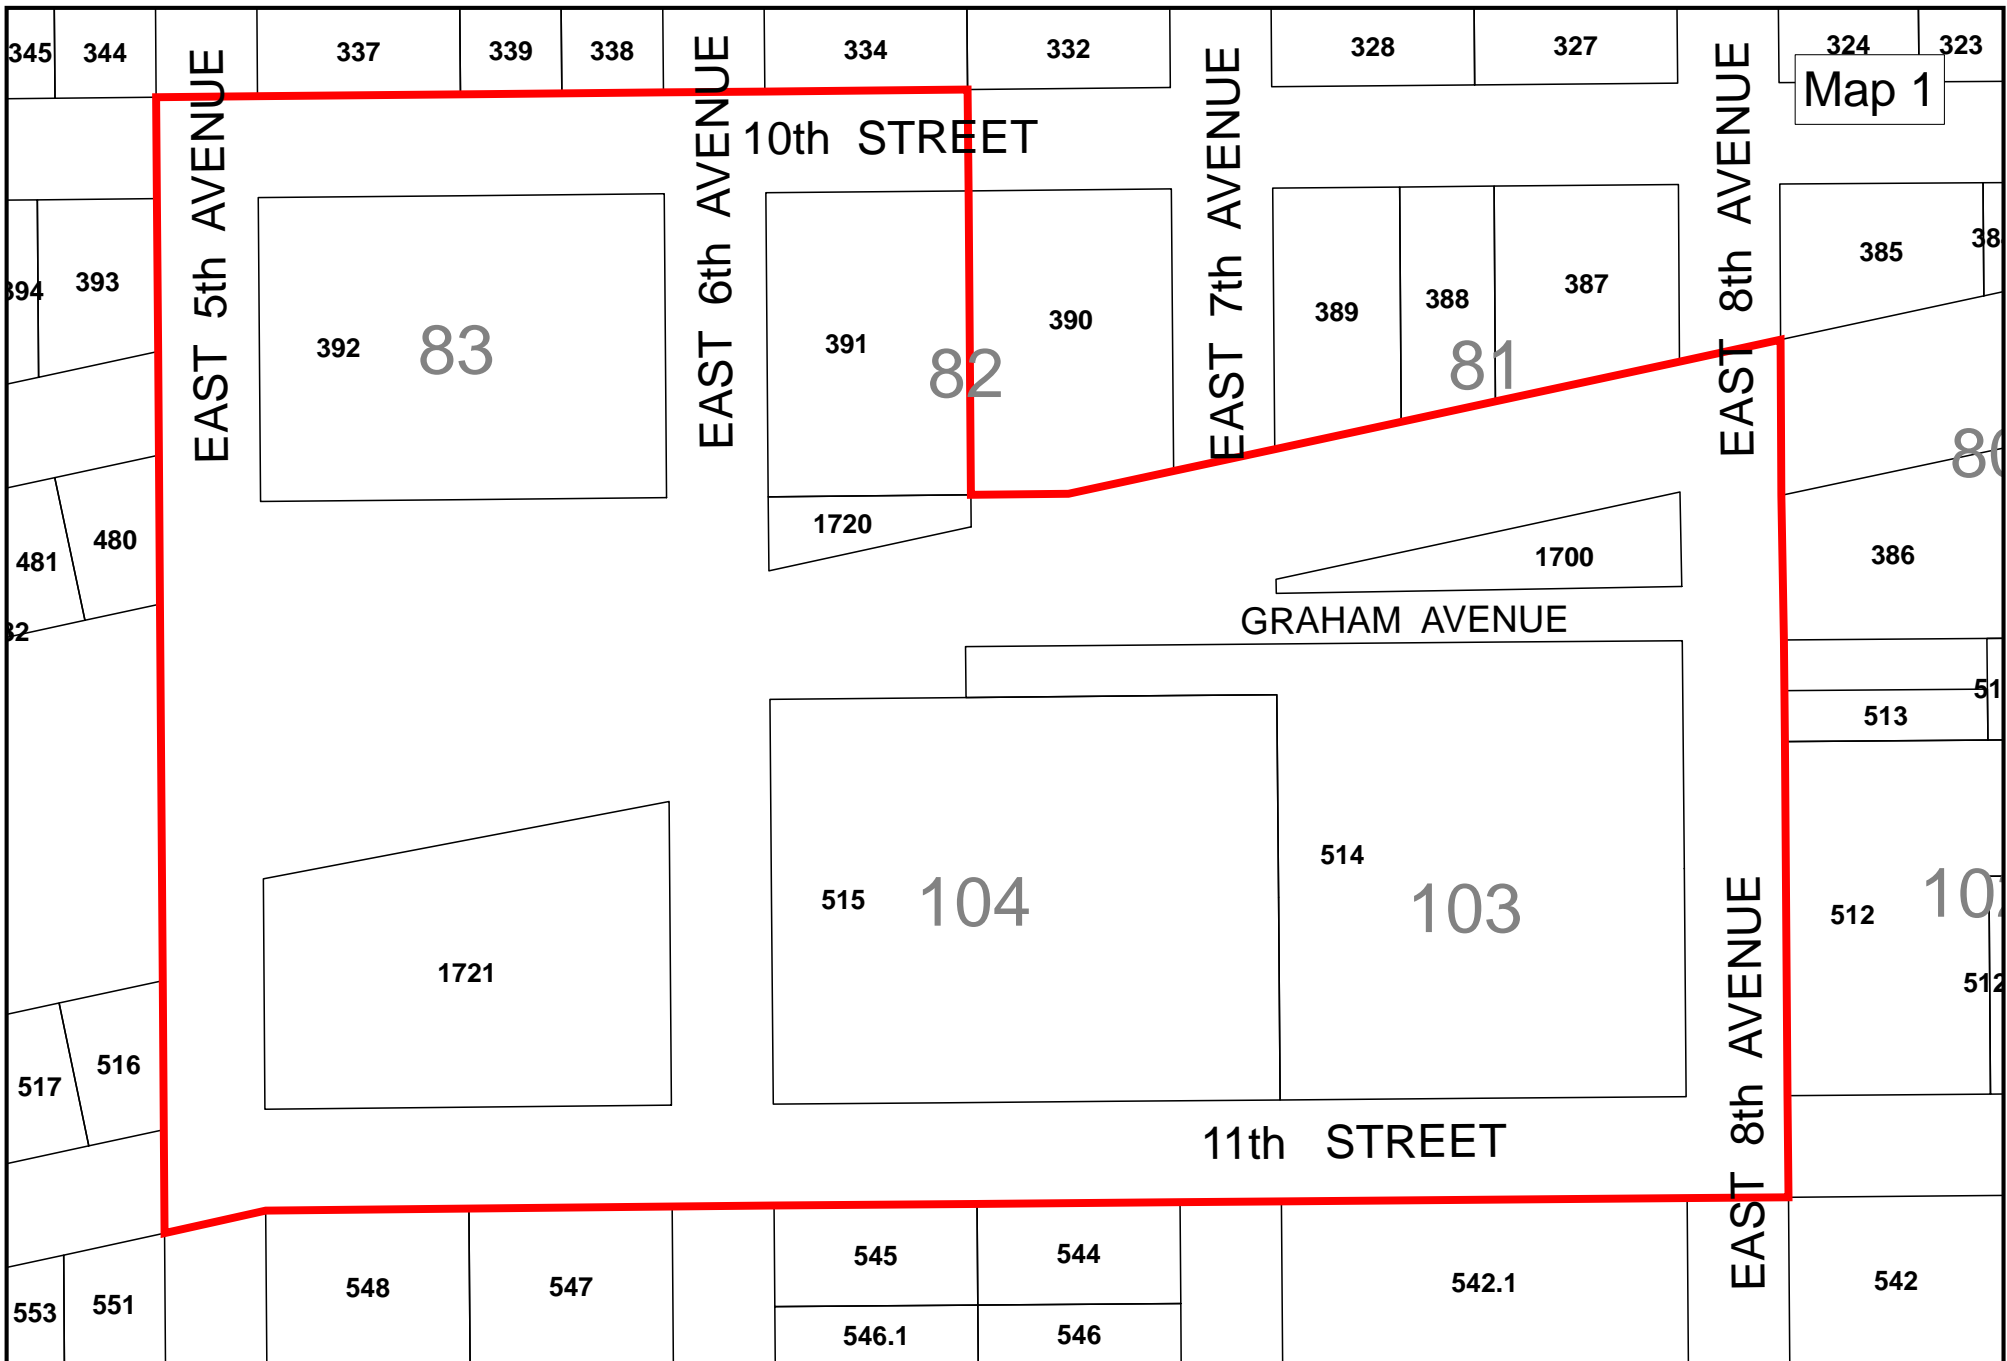 345 344 337 339 338 334 332 328 327 324 323
Map 1
EAST 5th AVENUE
EAST 6th AVENUE
EAST 7th AVENUE
EAST 8th AVENUE
10th STREET
394 393 392 83 391 82 390 389 388 81 387 385
481 480 1720 1700 386
GRAHAM AVENUE
513
515 104 514 103 512
1721
517 516
EAST 8th AVENUE
11th STREET
553 551 548 547 545 544 542.1 542
546.1 546